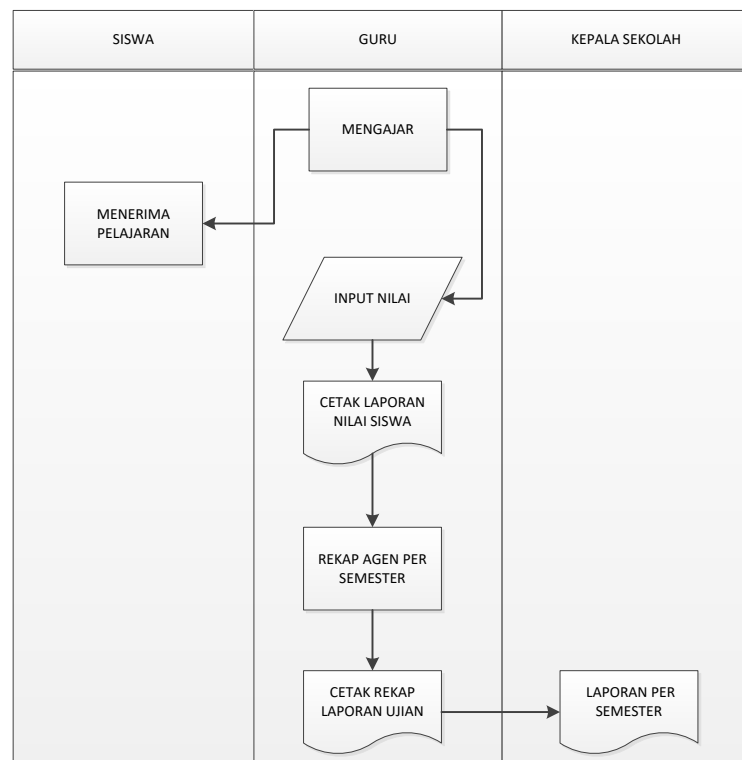 SISWA
GURU
KEPALA SEKOLAH
MENGAJAR
MENERIMA
PELAJARAN
INPUT NILAI
CETAK LAPORAN
NILAI SISWA
REKAP AGEN PER
SEMESTER
CETAK REKAP
LAPORAN UJIAN
LAPORAN PER
SEMESTER